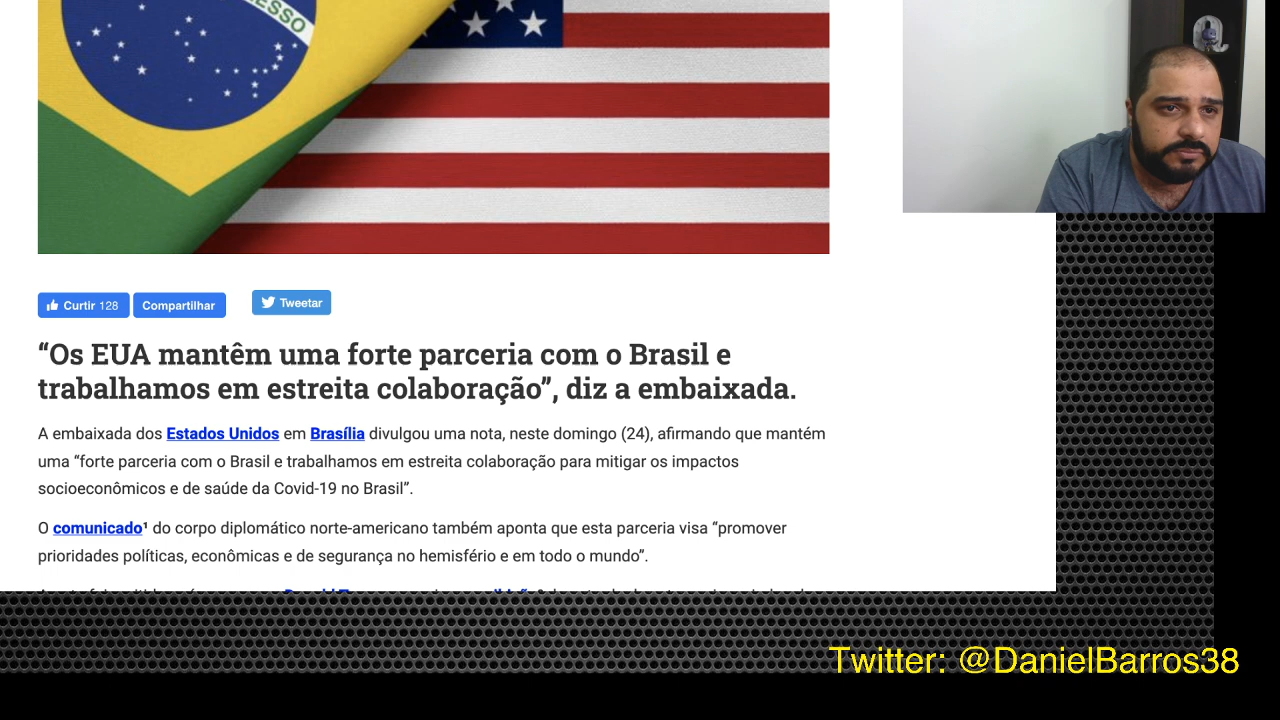 ESSO
Curtir 128
Compartilhar
Tweetar
“Os EUA mantêm uma forte parceria com o Brasil e
trabalhamos em estreita colaboração”, diz a embaixada.
A embaixada dos Estados Unidos em Brasília divulgou uma nota, neste domingo (24), afirmando que mantém
uma “forte parceria com o Brasil e trabalhamos em estreita colaboração para mitigar os impactos
socioeconômicos e de saúde da Covid-19 no Brasil”.
O comunicado¹ do corpo diplomático norte-americano também aponta que esta parceria visa “promover
prioridades políticas, econômicas e de segurança no hemisfério e em todo o mundo”.
Twitter: @DanielBarros38